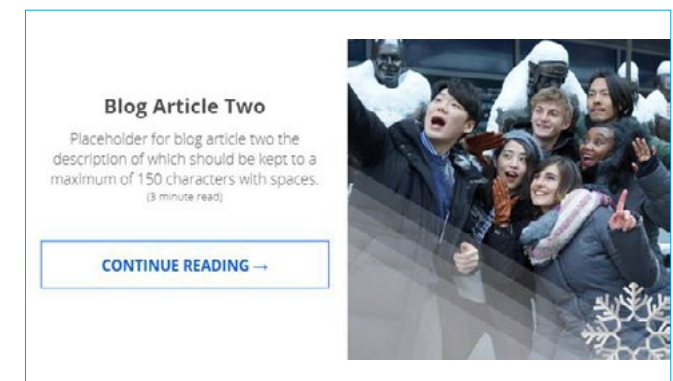 Blog Article Two
Placeholder for blog article two the
description of which should be kept to a
maximum of 150 characters with spaces.
(3 minute read)
CONTINUE READING →